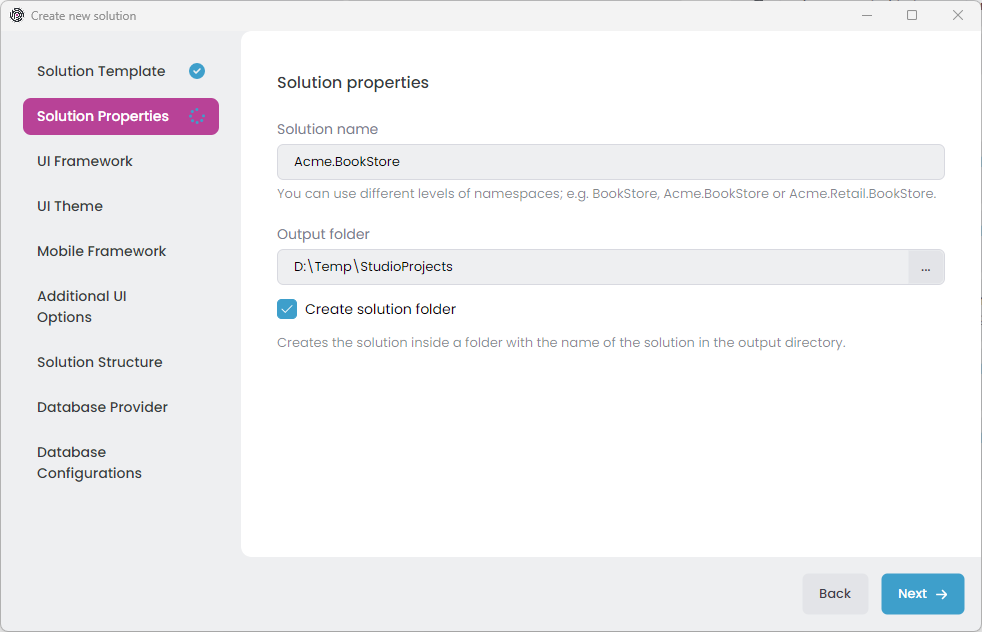 Create new solution
Solution Template
Solution Properties
UI Framework
UI Theme
Mobile Framework
Additional UI
Options
Solution Structure
Database Provider
Database
Configurations
Solution properties
Solution name
Acme.BookStore
You can use different levels of namespaces; e.g. BookStore, Acme.BookStore or Acme.Retail.BookStore.
Output folder
D:\Temp\StudioProjects
...
Create solution folder
Creates the solution inside a folder with the name of the solution in the output directory.
Back
Next →